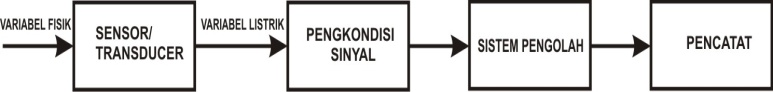 VARIABEL FISIK
SENSOR/
TRANSDUCER
VARIABEL LISTRIK
PENGKONDISI
SINYAL
SISTEM PENGOLAH
PENCATAT